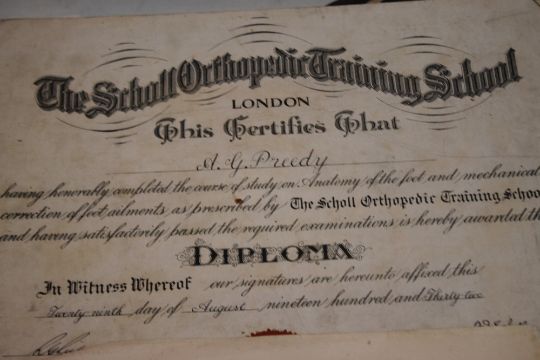 The Scholl Orthopedic Training School
LONDON
This Certifies That
A. G. Preedy
having honorably completed the course of study on Anatomy of the foot and mechanical
correction of foot ailments as prescribed by The Scholl Orthopedic Training Schoo
and having satisfactorily passed the required examinations is hereby awarded th
DIPLOMA
In Witness Whereof our signatures are hereunto affixed this
Twenty ninth day of August nineteen hundred and Thirty two